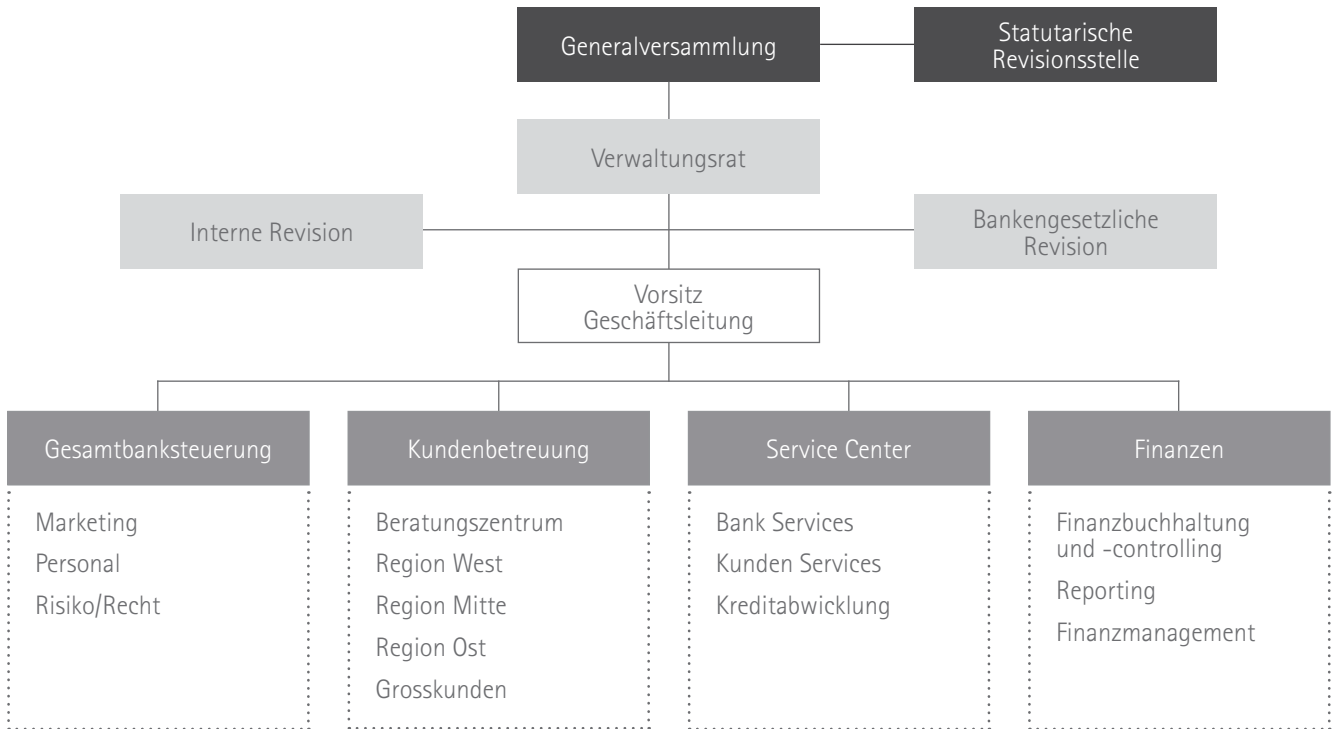 Generalversammlung
Statutarische
Revisionsstelle
Verwaltungsrat
Interne Revision
Bankengesetzliche
Revision
Vorsitz
Geschäftsleitung
Gesamtbanksteuerung
Marketing
Personal
Risiko/Recht
Kundenbetreuung
Beratungszentrum
Region West
Region Mitte
Region Ost
Grosskunden
Service Center
Bank Services
Kunden Services
Kreditabwicklung
Finanzen
Finanzbuchhaltung
und -controlling
Reporting
Finanzmanagement